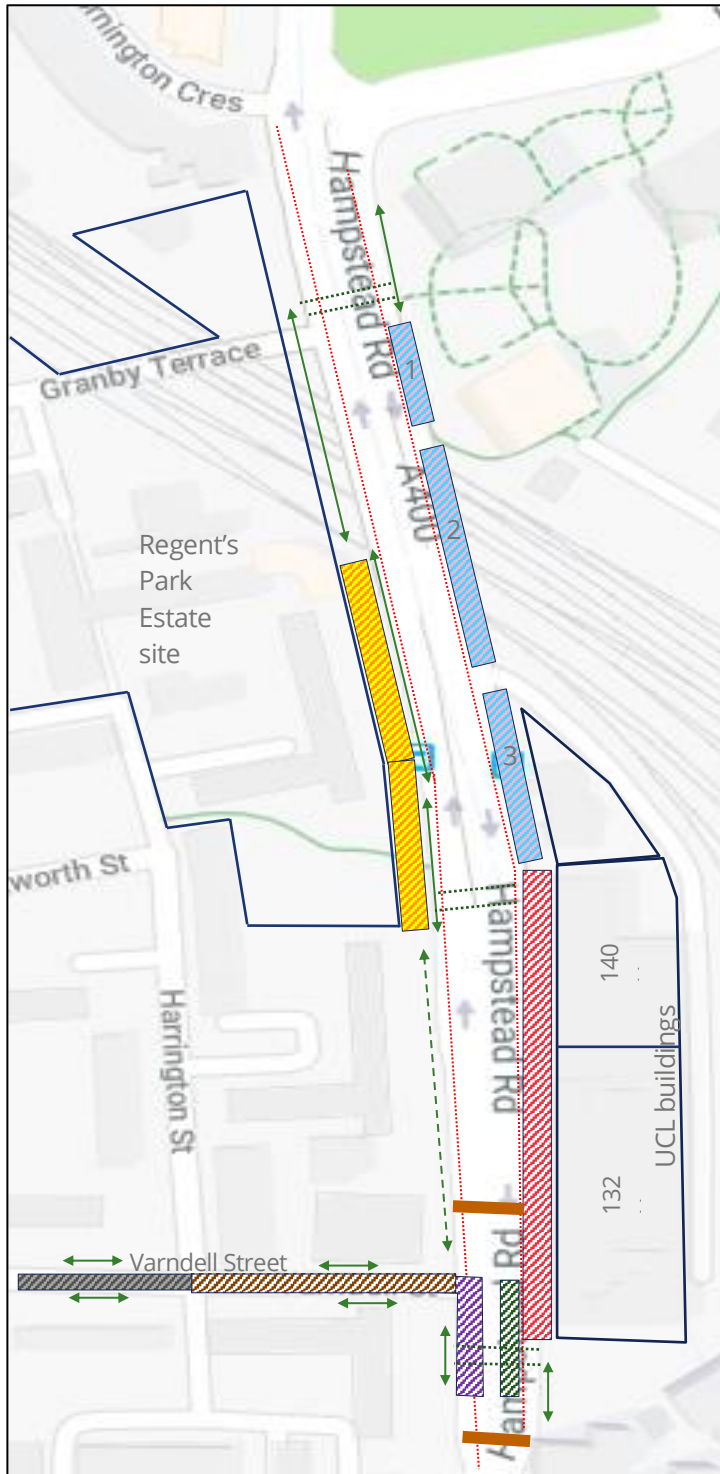 rnington Cres
Hampstead Rd
1
Granby Terrace
A400
2
Regent's
Park
Estate
site
3
worth St
Hampstead Rd
140
Harrington St
UCL buildings
132
Varndell Street
Rd